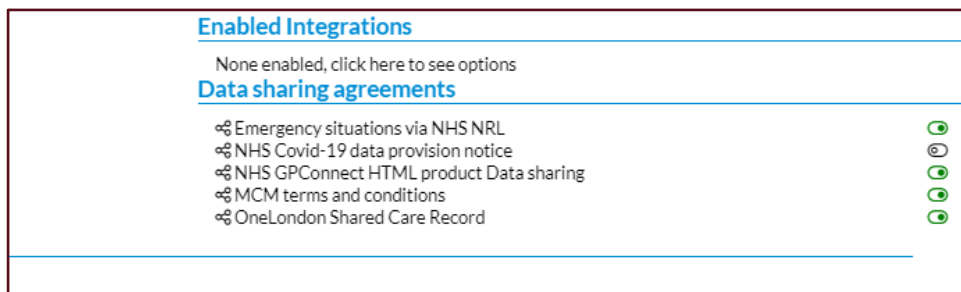 Enabled Integrations
None enabled, click here to see options
Data sharing agreements
Emergency situations via NHS NRL
NHS Covid-19 data provision notice
NHS GPConnect HTML product Data sharing
MCM terms and conditions
OneLondon Shared Care Record